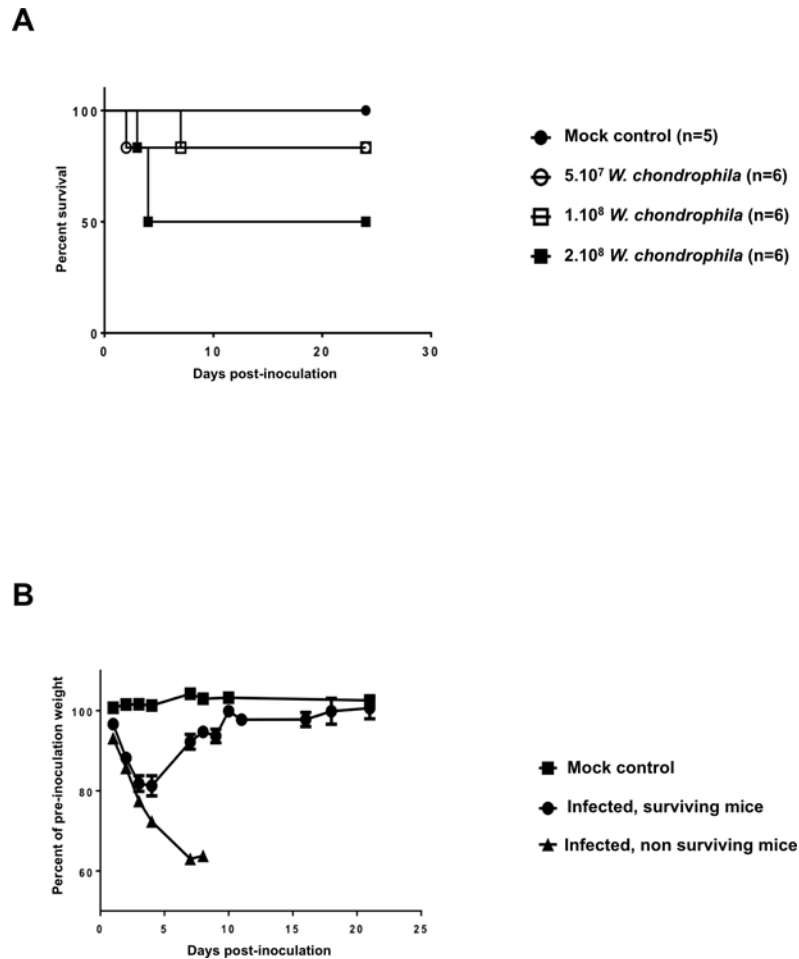 A
Percent survival
100
50
0
0 10 20 30
Days post-inoculation
Mock control (n=5)
5.10⁷ W. chondrophila (n=6)
1.10⁸ W. chondrophila (n=6)
2.10⁸ W. chondrophila (n=6)
B
Percent of pre-inoculation weight
100
80
60
0 5 10 15 20 25
Days post-inoculation
Mock control
Infected, surviving mice
Infected, non surviving mice